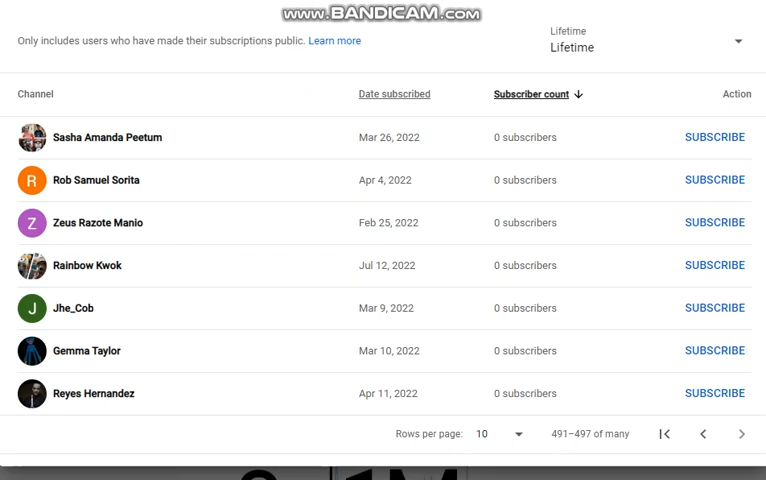 www.BANDICAM.com
Only includes users who have made their subscriptions public. Learn more
Lifetime
Lifetime
Channel Date subscribed Subscriber count Action
Sasha Amanda Peetum Mar 26, 2022 0 subscribers SUBSCRIBE
R Rob Samuel Sorita Apr 4, 2022 0 subscribers SUBSCRIBE
Z Zeus Razote Manio Feb 25, 2022 0 subscribers SUBSCRIBE
Rainbow Kwok Jul 12, 2022 0 subscribers SUBSCRIBE
J Jhe_Cob Mar 9, 2022 0 subscribers SUBSCRIBE
Gemma Taylor Mar 10, 2022 0 subscribers SUBSCRIBE
Reyes Hernandez Apr 11, 2022 0 subscribers SUBSCRIBE
Rows per page: 10 491–497 of many